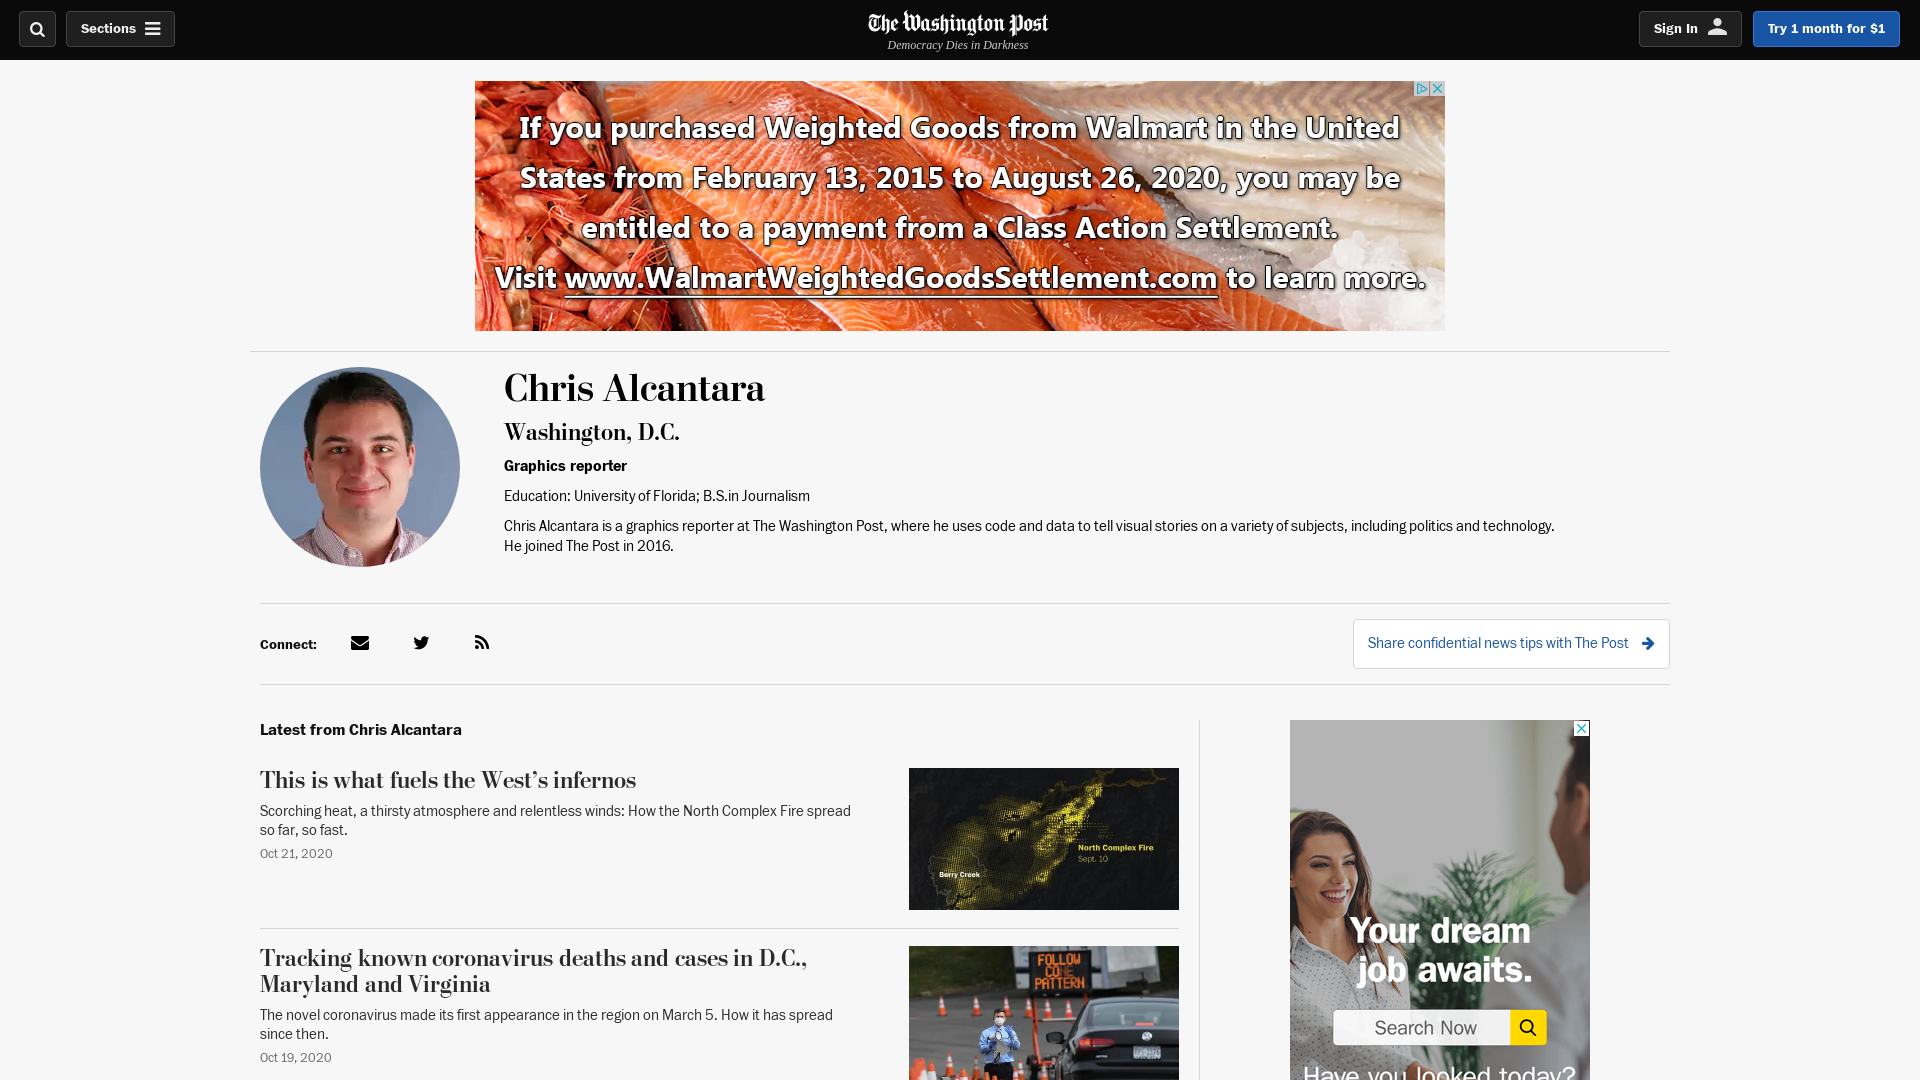 Sections
The Washington Post
Democracy Dies in Darkness
Sign In
Try 1 month for $1
If you purchased Weighted Goods from Walmart in the United
States from February 13, 2015 to August 26, 2020, you may be
entitled to a payment from a Class Action Settlement.
Visit www.WalmartWeightedGoodsSettlement.com to learn more.
Chris Alcantara
Washington, D.C.
Graphics reporter
Education: University of Florida; B.S.in Journalism
Chris Alcantara is a graphics reporter at The Washington Post, where he uses code and data to tell visual stories on a variety of subjects, including politics and technology.
He joined The Post in 2016.
Connect:
Share confidential news tips with The Post
Latest from Chris Alcantara
This is what fuels the West’s infernos
Scorching heat, a thirsty atmosphere and relentless winds: How the North Complex Fire spread
so far, so fast.
Oct 21, 2020
North Complex Fire
Sept. 10
Berry Creek
Tracking known coronavirus deaths and cases in D.C.,
Maryland and Virginia
The novel coronavirus made its first appearance in the region on March 5. How it has spread
since then.
Oct 19, 2020
FOLLOW
CONE
PATTERN
Your dream
job awaits.
Search Now
Have you looked today?